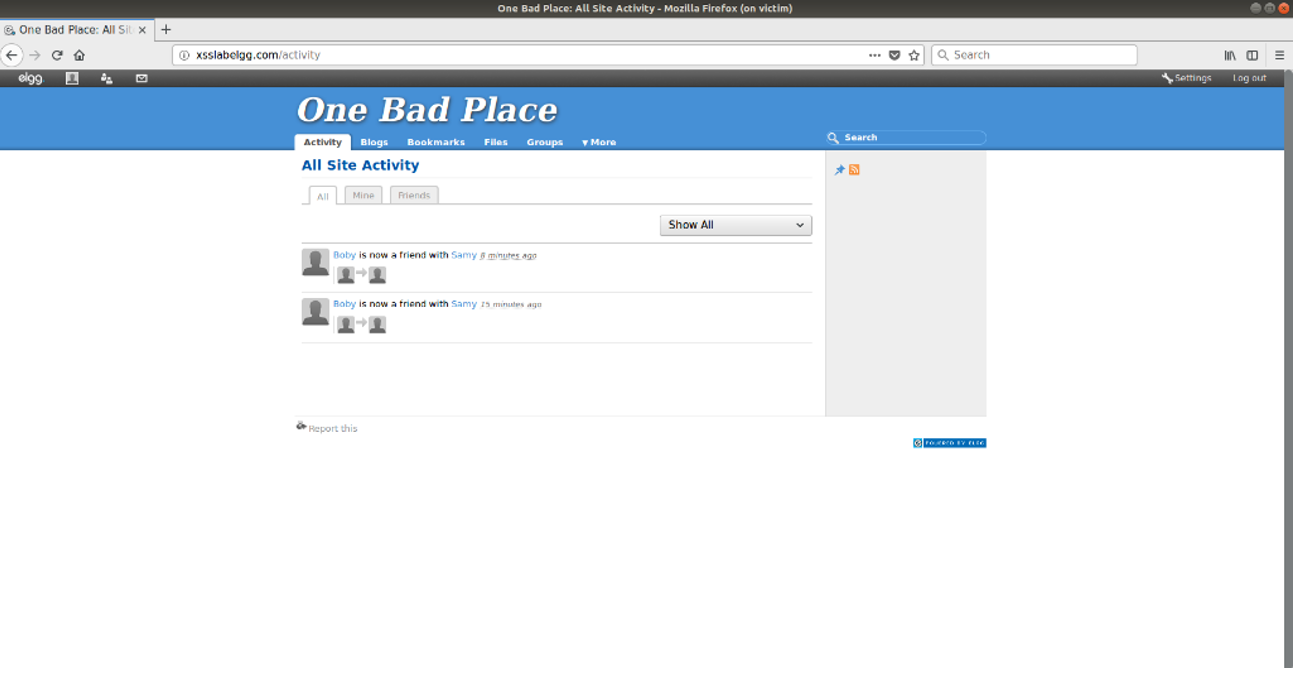 One Bad Place: All Site Activity - Mozilla Firefox (on victim)
One Bad Place: All Sit
xsslabelgg.com/activity
Search
elgg
Settings
Log out
One Bad Place
Activity Blogs Bookmarks Files Groups ▾ More
Search
All Site Activity
All Mine Friends
Show All
Boby is now a friend with Samy 8 minutes ago
Boby is now a friend with Samy 15 minutes ago
Report this
POWERED BY ELGG